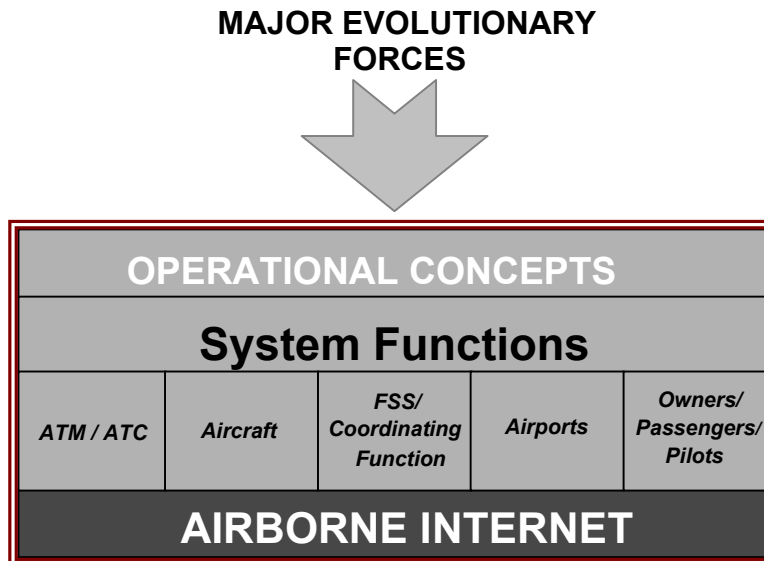 MAJOR EVOLUTIONARY
FORCES
OPERATIONAL CONCEPTS
System Functions
ATM / ATC
Aircraft
FSS/
Coordinating
Function
Airports
Owners/
Passengers/
Pilots
AIRBORNE INTERNET